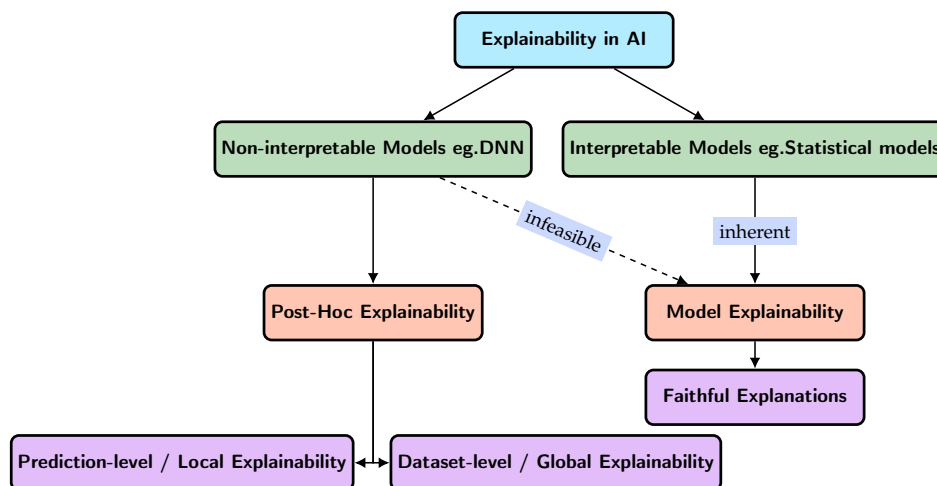 Explainability in AI
Non-interpretable Models eg.DNN
Interpretable Models eg.Statistical models
infeasible
inherent
Post-Hoc Explainability
Model Explainability
Faithful Explanations
Prediction-level / Local Explainability
Dataset-level / Global Explainability